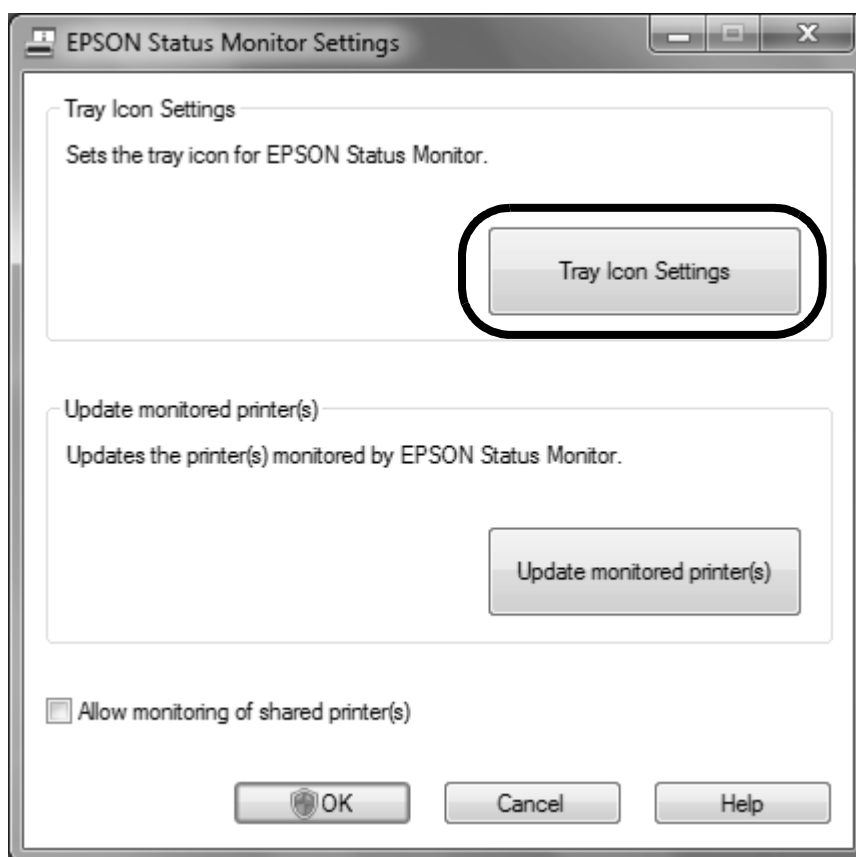 EPSON Status Monitor Settings
Tray Icon Settings
Sets the tray icon for EPSON Status Monitor.
Tray Icon Settings
Update monitored printer(s)
Updates the printer(s) monitored by EPSON Status Monitor.
Update monitored printer(s)
Allow monitoring of shared printer(s)
OK Cancel Help